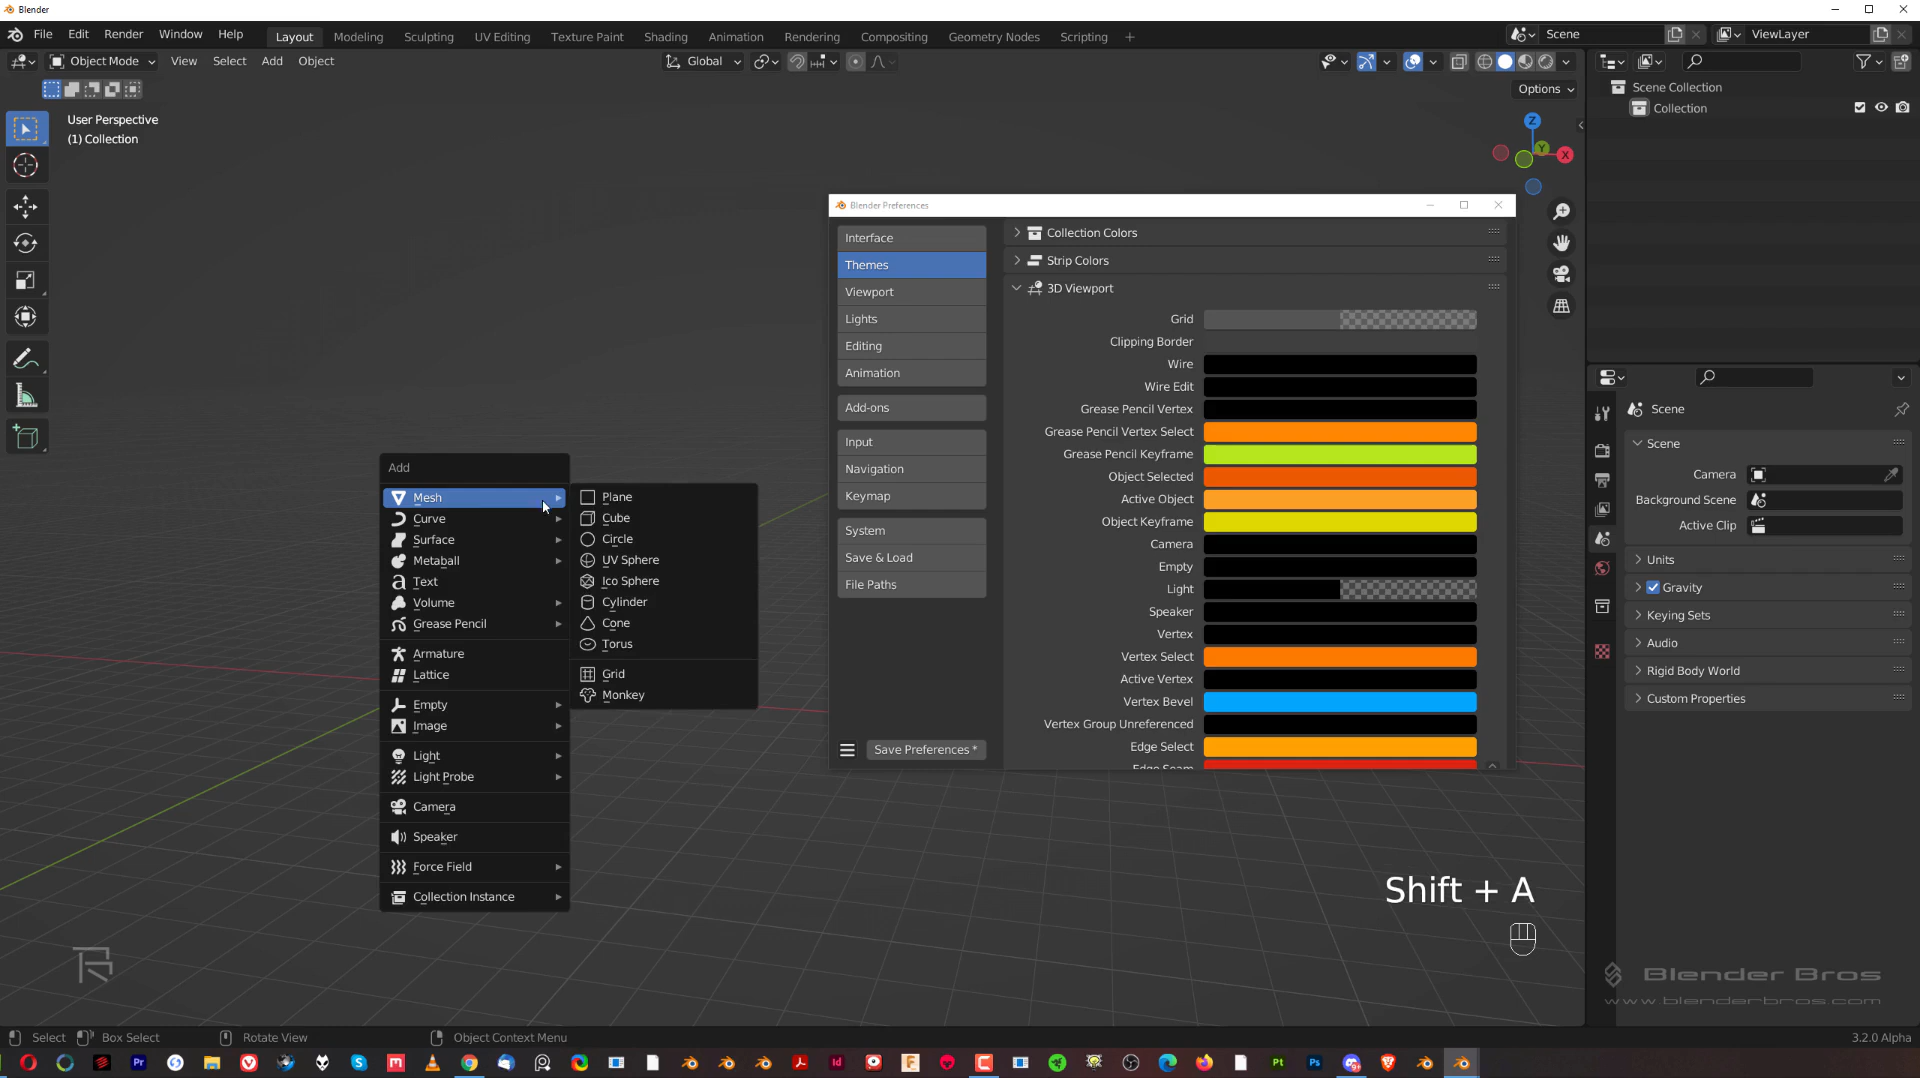 Blender
File Edit Render Window Help Layout Modeling Sculpting UV Editing Texture Paint Shading Animation Rendering Compositing Geometry Nodes Scripting + Scene ViewLayer
Object Mode View Select Add Object Global
Options
User Perspective
(1) Collection
Z
Y
X
Scene Collection
Collection
Blender Preferences
Interface
Themes
Viewport
Lights
Editing
Animation
Add-ons
Input
Navigation
Keymap
System
Save & Load
File Paths
Save Preferences *
Collection Colors
Strip Colors
3D Viewport
Grid
Clipping Border
Wire
Wire Edit
Grease Pencil Vertex
Grease Pencil Vertex Select
Grease Pencil Keyframe
Object Selected
Active Object
Object Keyframe
Camera
Empty
Light
Speaker
Vertex
Vertex Select
Active Vertex
Vertex Bevel
Vertex Group Unreferenced
Edge Select
Edge Seam
Add
Mesh
Curve
Surface
Metaball
Text
Volume
Grease Pencil
Armature
Lattice
Empty
Image
Light
Light Probe
Camera
Speaker
Force Field
Collection Instance
Plane
Cube
Circle
UV Sphere
Ico Sphere
Cylinder
Cone
Torus
Grid
Monkey
Scene
Scene
Camera
Background Scene
Active Clip
Units
Gravity
Keying Sets
Audio
Rigid Body World
Custom Properties
Shift + A
Blender Bros
www.blenderbros.com
Select Box Select Rotate View Object Context Menu 3.2.0 Alpha
Pr Id Pt Ps